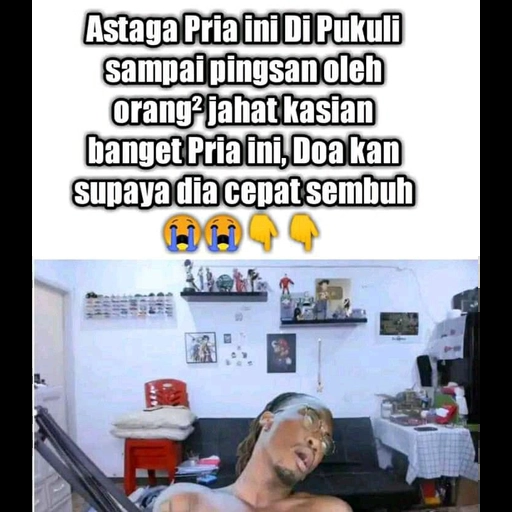 Astaga Pria ini Di Pukuli
sampai pingsan oleh
orang² jahat kasian
banget Pria ini, Doa kan
supaya dia cepat sembuh
😭😭👇👇